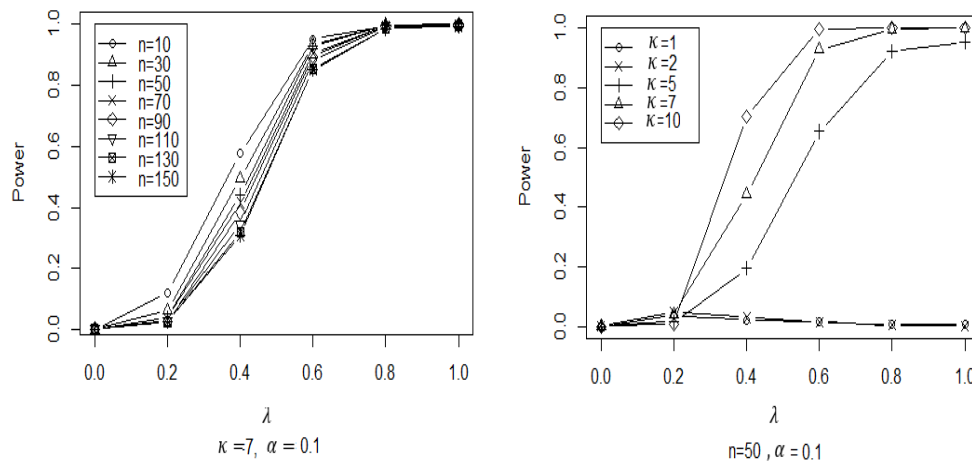 Power
0.0
0.2
0.4
0.6
0.8
1.0
n=10
n=30
n=50
n=70
n=90
n=110
n=130
n=150
0.0 0.2 0.4 0.6 0.8 1.0
λ
κ =7, α = 0.1
Power
0.0
0.2
0.4
0.6
0.8
1.0
κ =1
κ =2
κ =5
κ =7
κ =10
0.0 0.2 0.4 0.6 0.8 1.0
λ
n=50 , α = 0.1